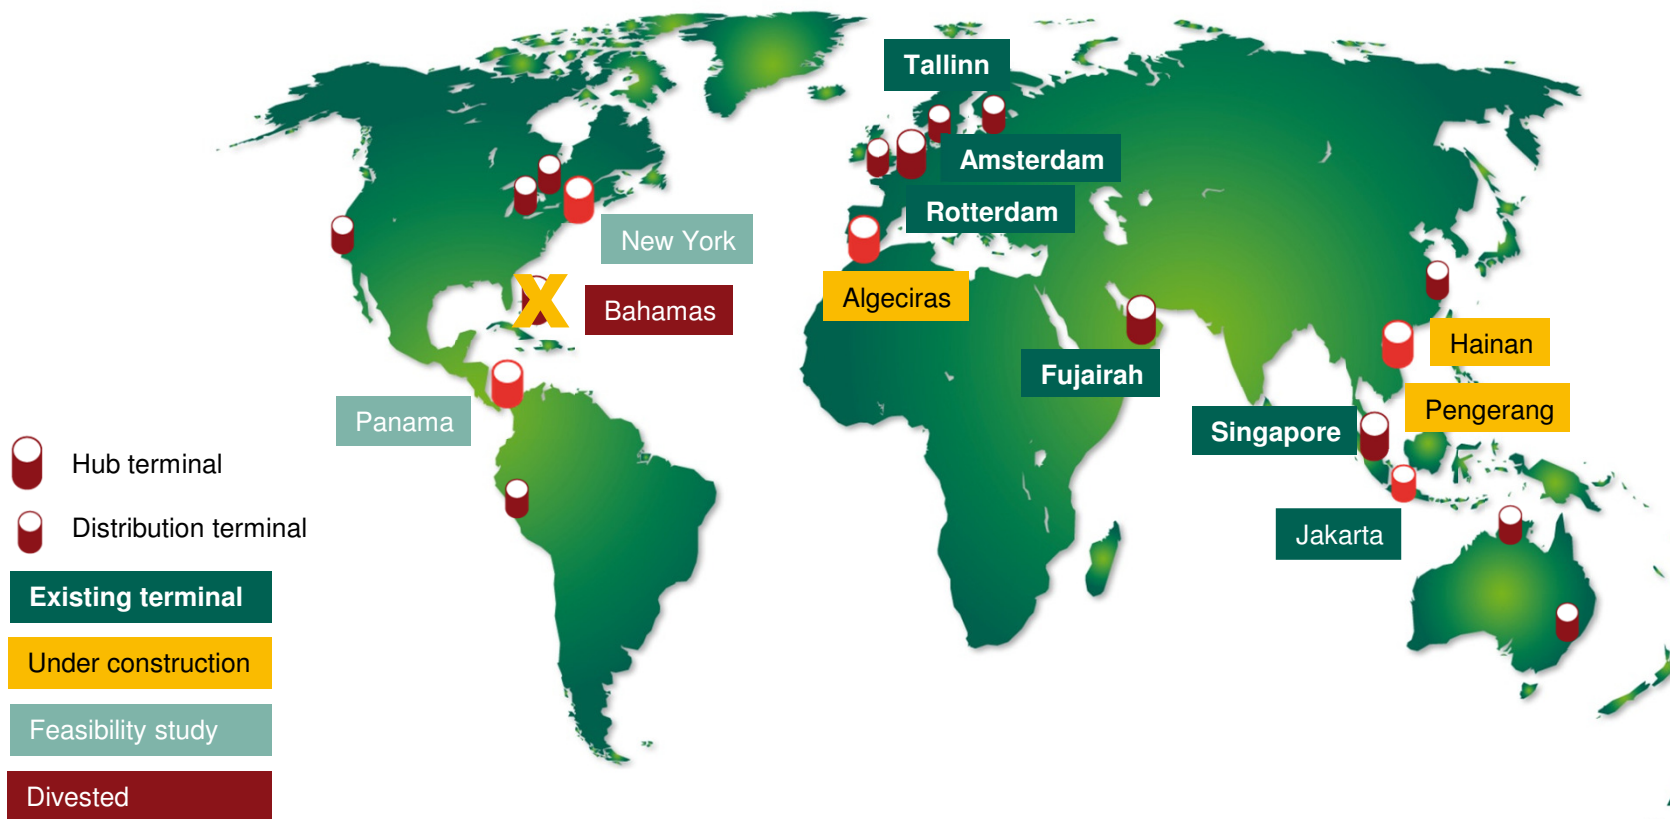 Tallinn
Amsterdam
Rotterdam
New York
Algeciras
Bahamas
Hainan
Fujairah
Pengerang
Panama
Singapore
Jakarta
Hub terminal
Distribution terminal
Existing terminal
Under construction
Feasibility study
Divested
X